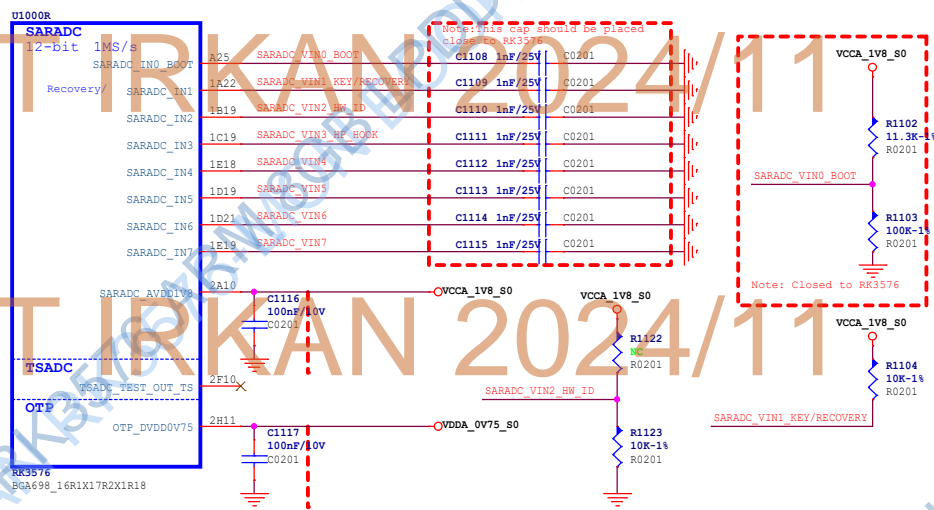 U1000R
SARADC
12-bit 1MS/s
SARADC_IN0_BOOT
A25
SARADC_VIN0_BOOT
Recovery/
SARADC_IN1
1A22
SARADC_VIN1_KEY/RECOVERY
SARADC_IN2
1B19
SARADC_VIN2_HW_ID
SARADC_IN3
1C19
SARADC_VIN3_HP_HOOK
SARADC_IN4
1E18
SARADC_VIN4
SARADC_IN5
1D19
SARADC_VIN5
SARADC_IN6
1D21
SARADC_VIN6
SARADC_IN7
1E19
SARADC_VIN7
Note:This cap should be placed
close to RK3576
C1108 1nF/25V C0201
C1109 1nF/25V C0201
C1110 1nF/25V C0201
C1111 1nF/25V C0201
C1112 1nF/25V C0201
C1113 1nF/25V C0201
C1114 1nF/25V C0201
C1115 1nF/25V C0201
SARADC_AVDD1V8
2A10
VCCA_1V8_S0
C1116
100nF/10V
C0201
TSADC
TSADC_TEST_OUT_TS
2F10
OTP
OTP_DVDD0V75
2H11
VDDA_0V75_S0
C1117
100nF/10V
C0201
RK3576
BGA698_16R1X17R2X1R18
VCCA_1V8_S0
R1122
NC
R0201
SARADC_VIN2_HW_ID
R1123
10K-1%
R0201
VCCA_1V8_S0
R1102
11.3K-1%
R0201
SARADC_VIN0_BOOT
R1103
100K-1%
R0201
Note: Closed to RK3576
VCCA_1V8_S0
R1104
10K-1%
R0201
SARADC_VIN1_KEY/RECOVERY
T IRKAN 2024/11
T IRKAN 2024/11